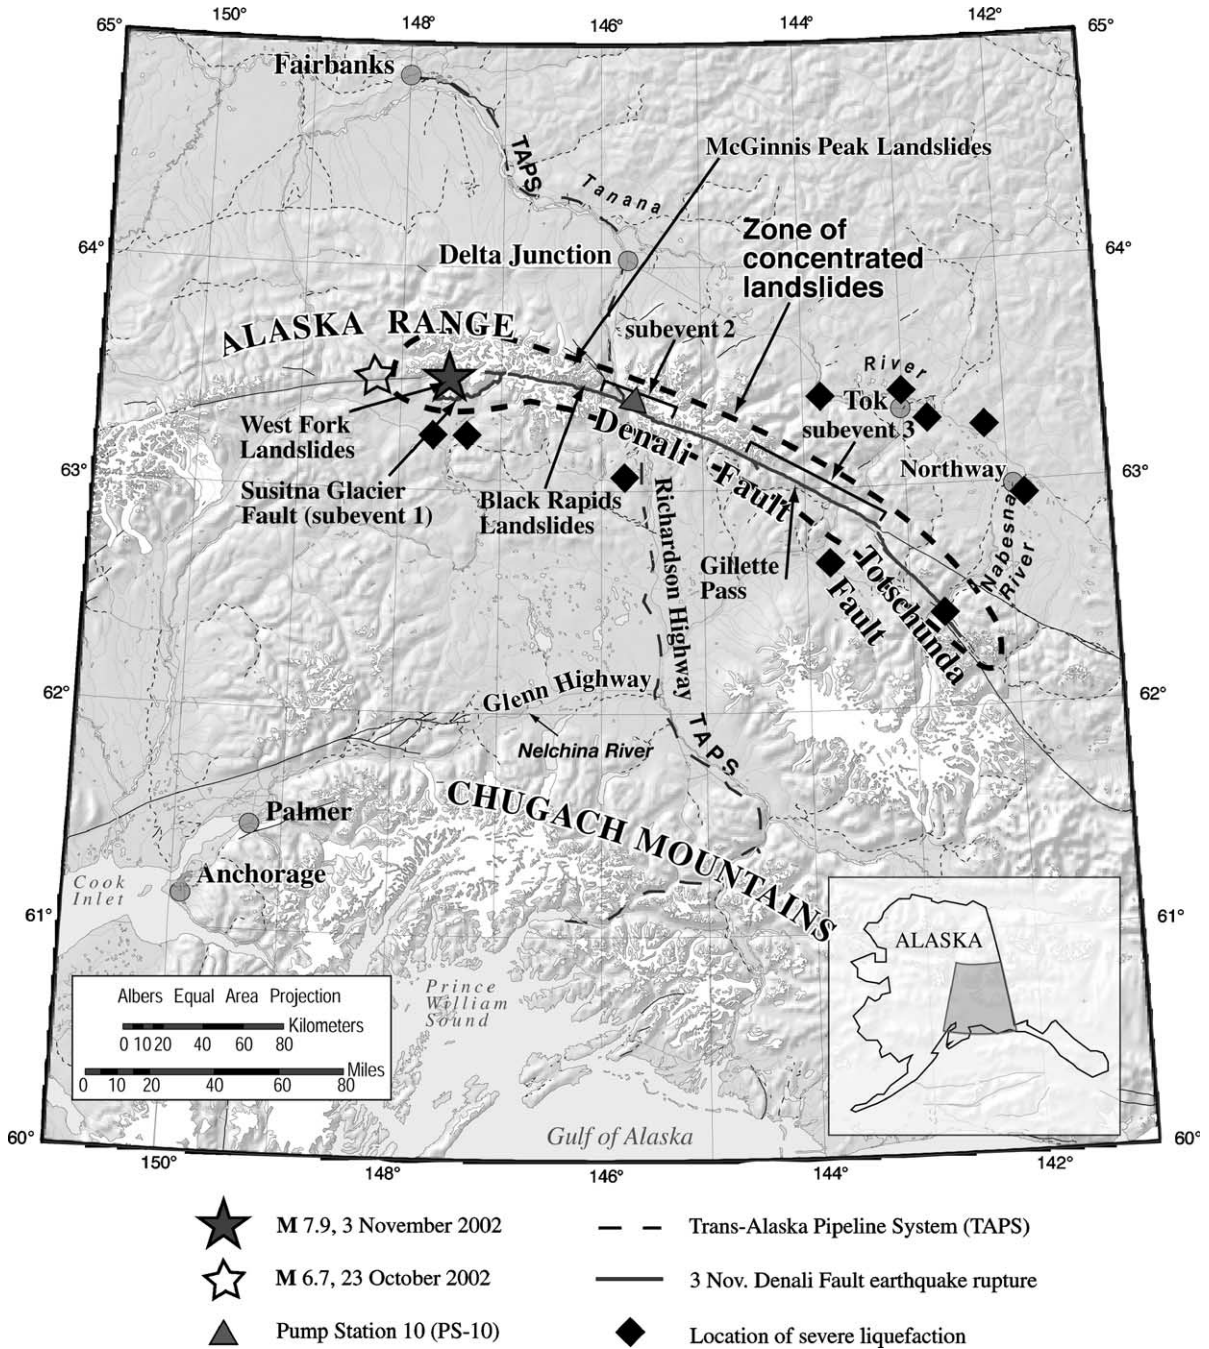 150°
148°
146°
144°
142°
65°
65°
Fairbanks
TAPS
McGinnis Peak Landslides
Tanana
64°
64°
Delta Junction
Zone of
concentrated
landslides
ALASKA RANGE
subevent 2
River
Tok
subevent 3
West Fork
Landslides
Denali Fault
63°
63°
Northway
Susitna Glacier
Fault (subevent 1)
Black Rapids
Landslides
Richardson Highway
Gillette
Pass
Nabesna
River
Totschunda
Fault
62°
62°
Glenn Highway
Nelchina River
TAPS
CHUGACH MOUNTAINS
Palmer
Anchorage
Cook
Inlet
61°
61°
ALASKA
Prince
William
Sound
Albers Equal Area Projection
Kilometers
0 10 20 40 60 80
Miles
0 10 20 40 60 80
Gulf of Alaska
60°
60°
150°
148°
146°
144°
142°
M 7.9, 3 November 2002
M 6.7, 23 October 2002
Pump Station 10 (PS-10)
Trans-Alaska Pipeline System (TAPS)
3 Nov. Denali Fault earthquake rupture
Location of severe liquefaction